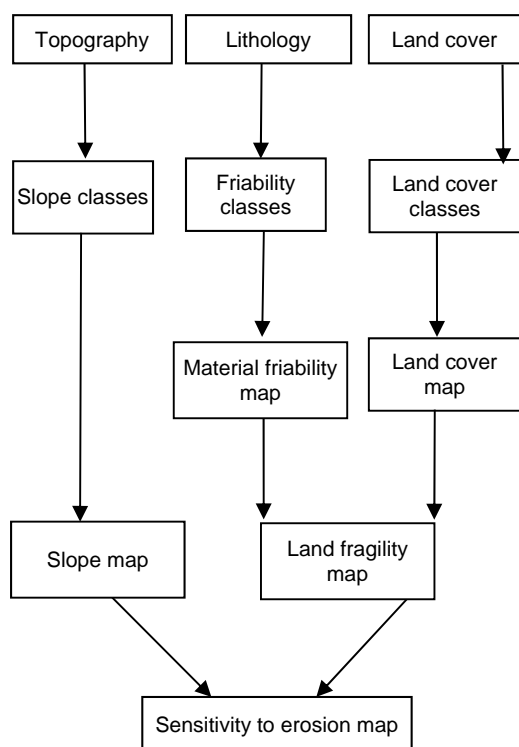 Topography
Lithology
Land cover
Slope classes
Friability
classes
Land cover
classes
Material friability
map
Land cover
map
Slope map
Land fragility
map
Sensitivity to erosion map